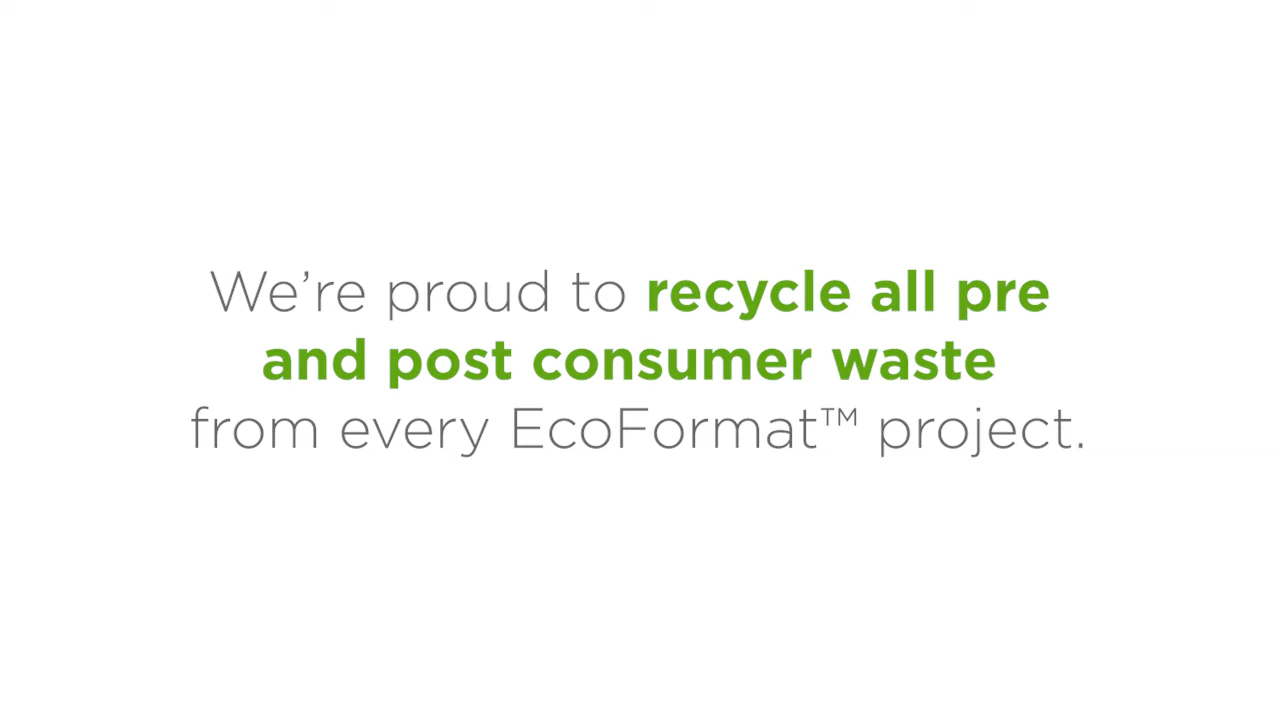 We’re proud to recycle all pre
and post consumer waste
from every EcoFormat™ project.